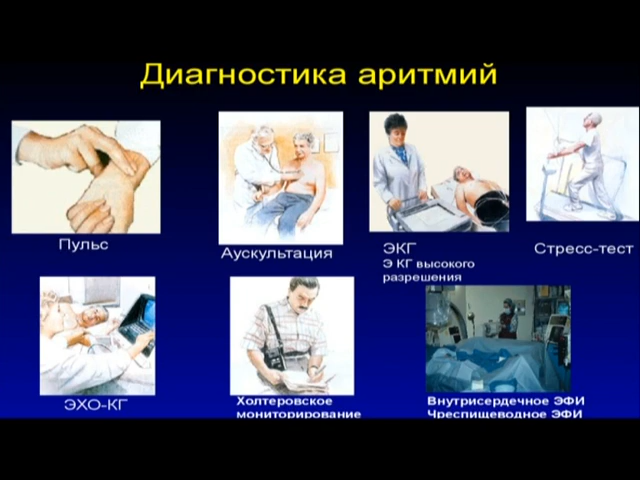 Диагностика аритмий
Пульс
Аускультация
ЭКГ
Э КГ высокого
разрешения
Стресс-тест
ЭХО-КГ
Холтеровское
мониторирование
Внутрисердечное ЭФИ
Чреспищеводное ЭФИ